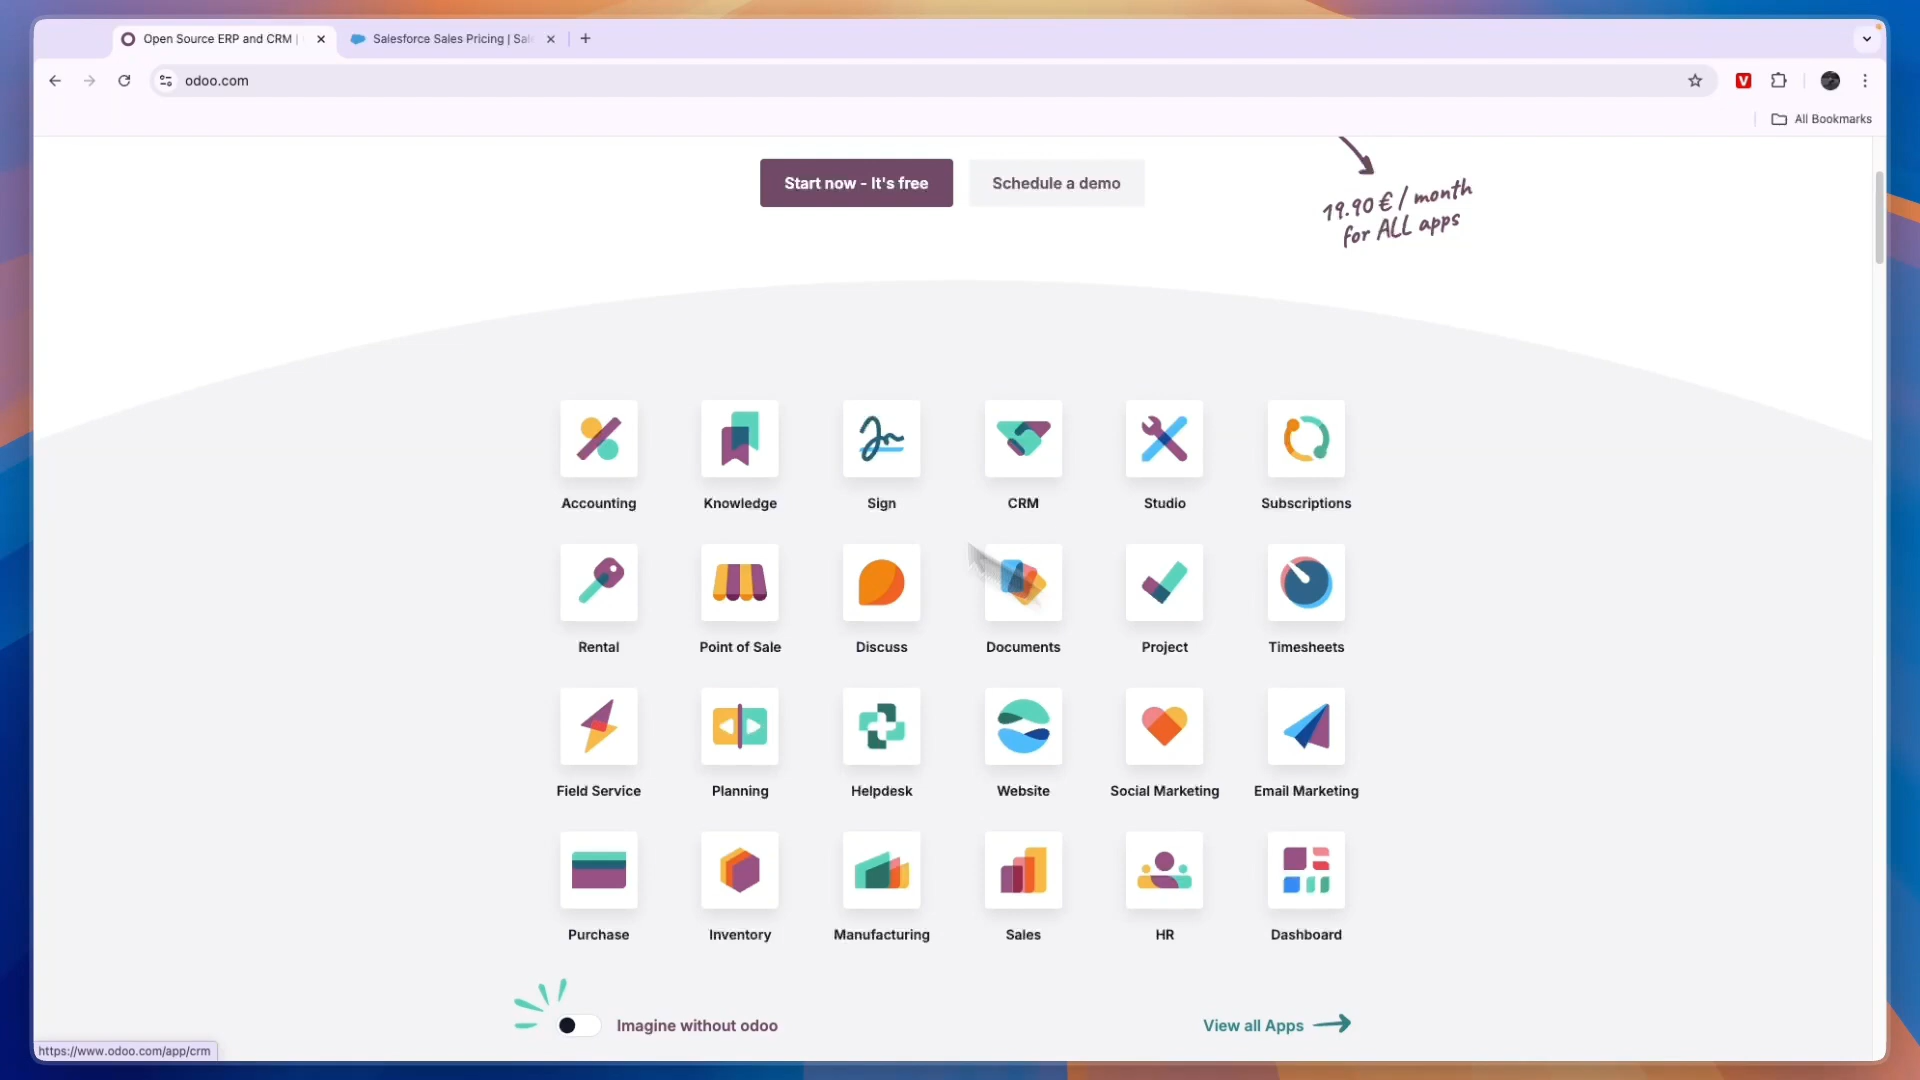 Open Source ERP and CRM |
Salesforce Sales Pricing | Sal
odoo.com
V
All Bookmarks
Start now - It's free
Schedule a demo
19.90 € / month
for ALL apps
Accounting
Knowledge
Sign
CRM
Studio
Subscriptions
Rental
Point of Sale
Discuss
Documents
Project
Timesheets
Field Service
Planning
Helpdesk
Website
Social Marketing
Email Marketing
Purchase
Inventory
Manufacturing
Sales
HR
Dashboard
Imagine without odoo
View all Apps
https://www.odoo.com/app/crm